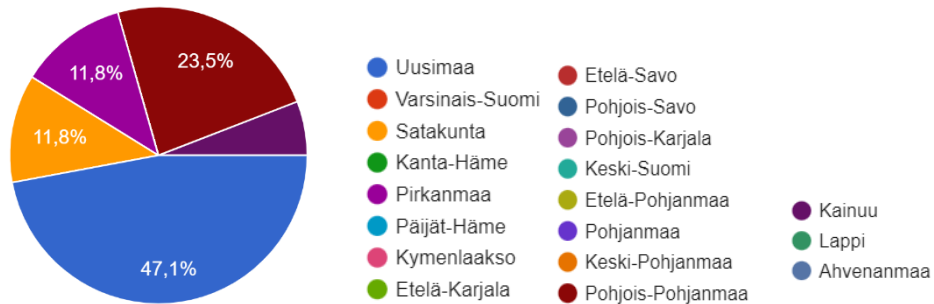 23,5%
11,8%
11,8%
47,1%
Uusimaa
Varsinais-Suomi
Satakunta
Kanta-Häme
Pirkanmaa
Päijät-Häme
Kymenlaakso
Etelä-Karjala
Etelä-Savo
Pohjois-Savo
Pohjois-Karjala
Keski-Suomi
Etelä-Pohjanmaa
Pohjanmaa
Keski-Pohjanmaa
Pohjois-Pohjanmaa
Kainuu
Lappi
Ahvenanmaa